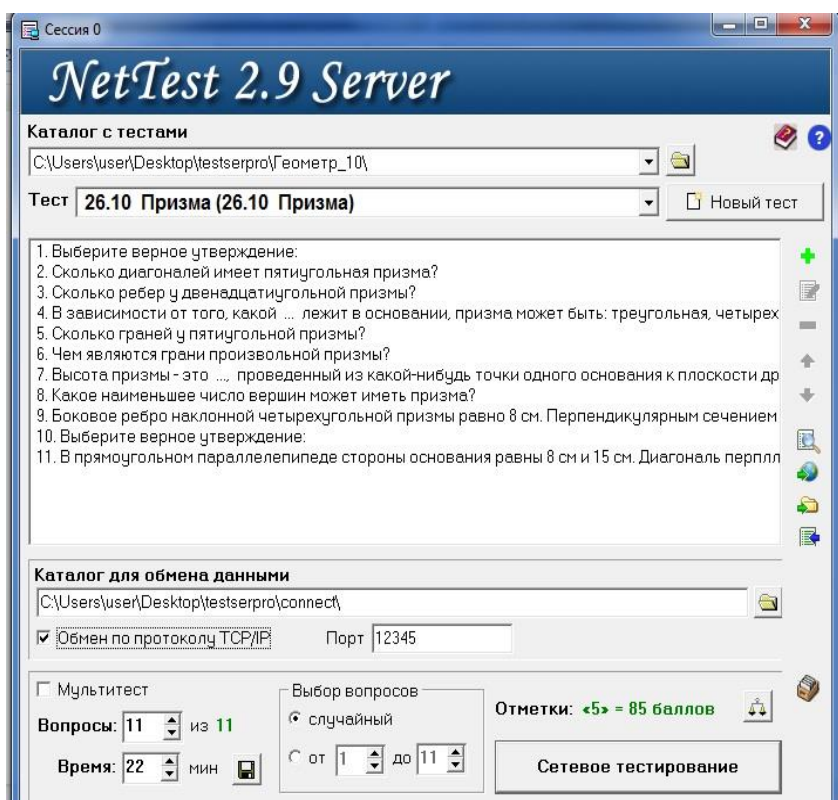 Сессия 0
NetTest 2.9 Server
Каталог с тестами
C:\Users\user\Desktop\testserpro\Геометр_10\
Тест 26.10 Призма (26.10 Призма) Новый тест
1. Выберите верное утверждение:
2. Сколько диагоналей имеет пятиугольная призма?
3. Сколько ребер у двенадцатиугольной призмы?
4. В зависимости от того, какой ... лежит в основании, призма может быть: треугольная, четырех
5. Сколько граней у пятиугольной призмы?
6. Чем являются грани произвольной призмы?
7. Высота призмы - это ..., проведенный из какой-нибудь точки одного основания к плоскости др
8. Какое наименьшее число вершин может иметь призма?
9. Боковое ребро наклонной четырехугольной призмы равно 8 см. Перпендикулярным сечением
10. Выберите верное утверждение:
11. В прямоугольном параллелепипеде стороны основания равны 8 см и 15 см. Диагональ перплл
Каталог для обмена данными
C:\Users\user\Desktop\testserpro\connect\
Обмен по протоколу TCP/IP Порт 12345
Мультитест
Вопросы: 11 из 11
Время: 22 мин
Выбор вопросов
случайный
от 1 до 11
Отметки: «5» = 85 баллов
Сетевое тестирование